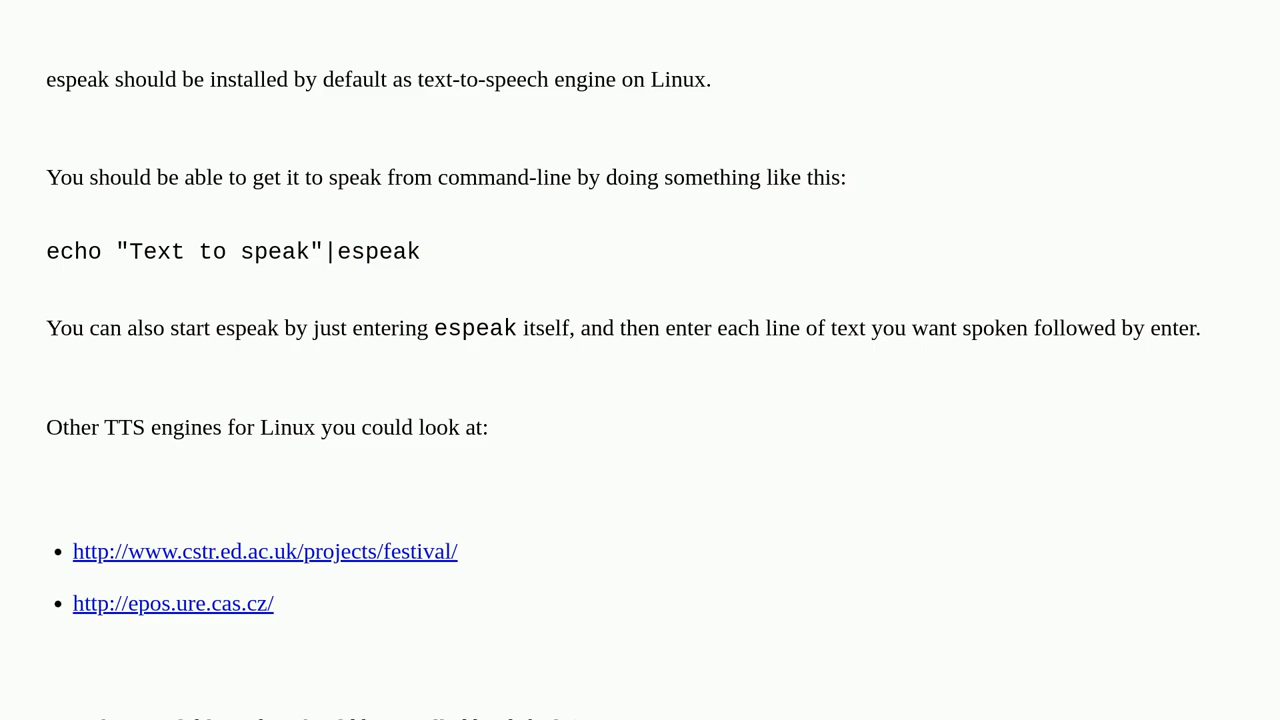 espeak should be installed by default as text-to-speech engine on Linux.
You should be able to get it to speak from command-line by doing something like this:
echo "Text to speak"|espeak
You can also start espeak by just entering espeak itself, and then enter each line of text you want spoken followed by enter.
Other TTS engines for Linux you could look at:
• http://www.cstr.ed.ac.uk/projects/festival/
• http://epos.ure.cas.cz/